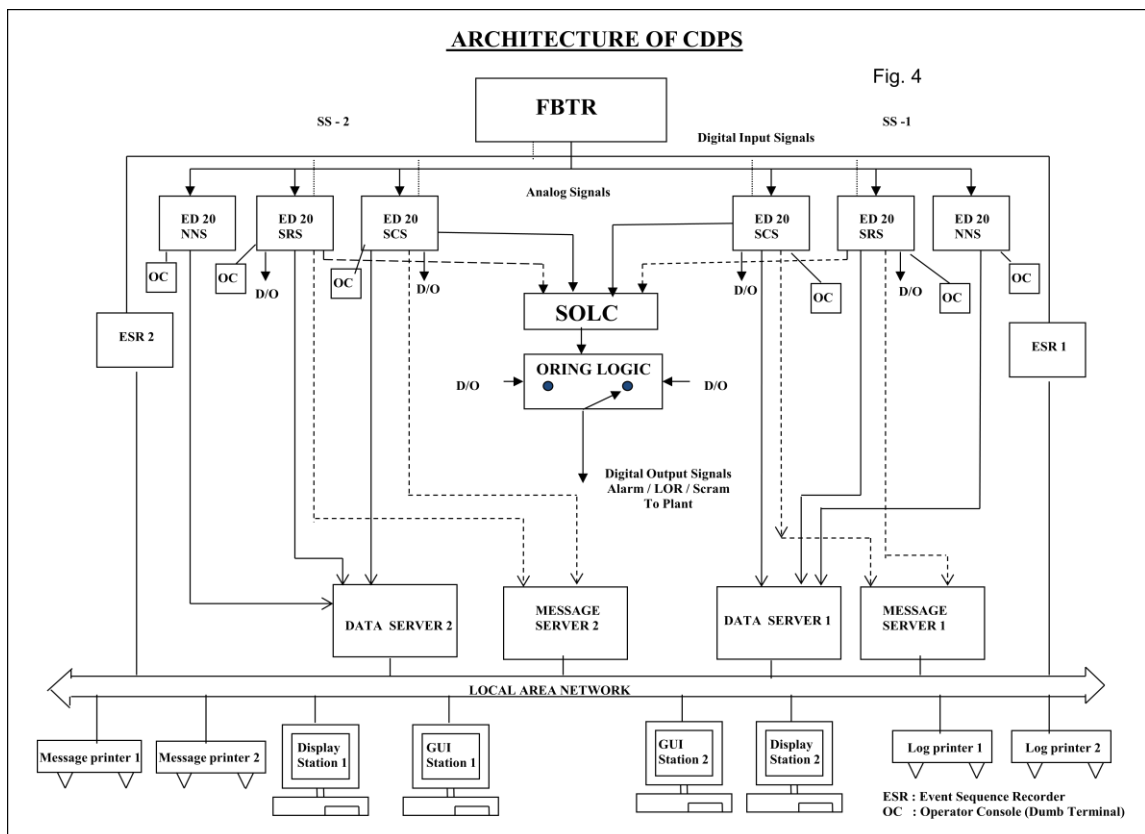 ARCHITECTURE OF CDPS
Fig. 4
FBTR
SS - 2
SS -1
Digital Input Signals
Analog Signals
ED 20
NNS
ED 20
SRS
ED 20
SCS
ED 20
SCS
ED 20
SRS
ED 20
NNS
OC
OC
OC
OC
OC
OC
D/O
D/O
D/O
D/O
SOLC
ESR 2
ESR 1
ORING LOGIC
D/O
D/O
Digital Output Signals
Alarm / LOR / Scram
To Plant
DATA SERVER 2
MESSAGE
SERVER 2
DATA SERVER 1
MESSAGE
SERVER 1
LOCAL AREA NETWORK
Message printer 1
Message printer 2
Display
Station 1
GUI
Station 1
GUI
Station 2
Display
Station 2
Log printer 1
Log printer 2
ESR : Event Sequence Recorder
OC : Operator Console (Dumb Terminal)